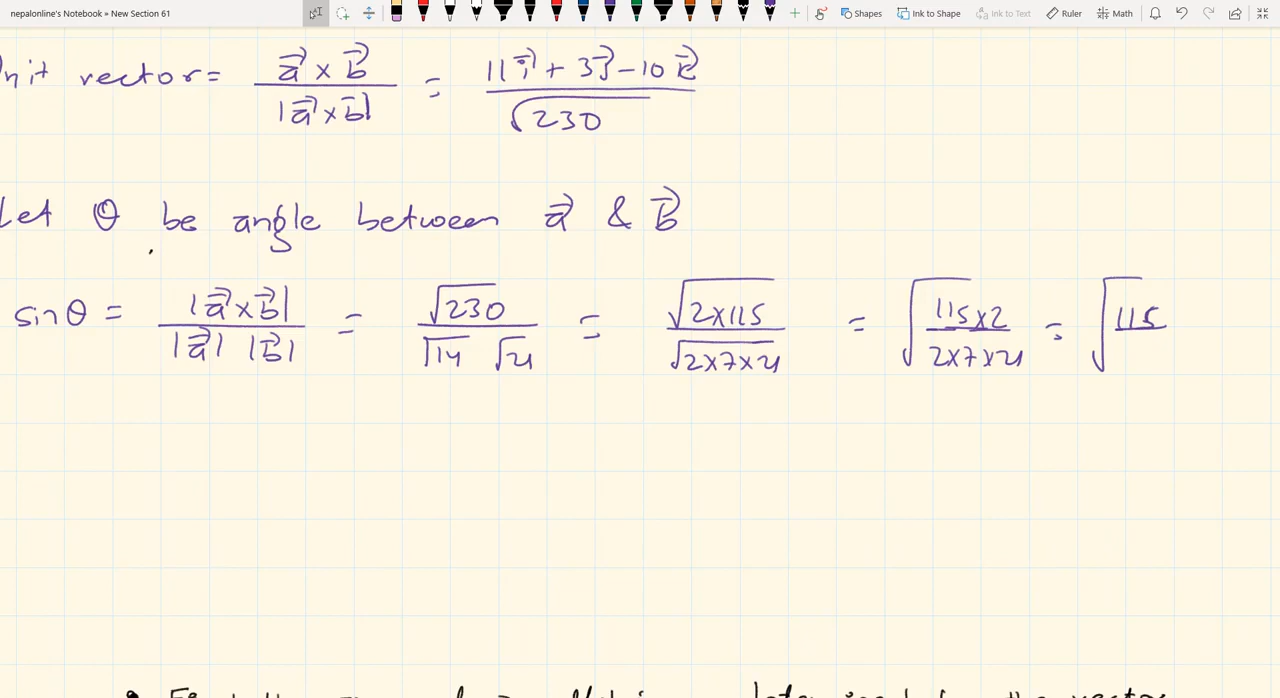 nepalonline's Notebook » New Section 61
Shapes Ink to Shape Ink to Text Ruler Math
nit vector = a⃗ × b⃗ / |a⃗ × b⃗| = 11i⃗ + 3j⃗ - 10k⃗ / √230
Let θ be angle between a⃗ & b⃗
sinθ = |a⃗ × b⃗| / |a⃗| |b⃗| = √230 / √14 √21 = √2×115 / √2×7×21 = √115×2 / 2×7×21 = √115